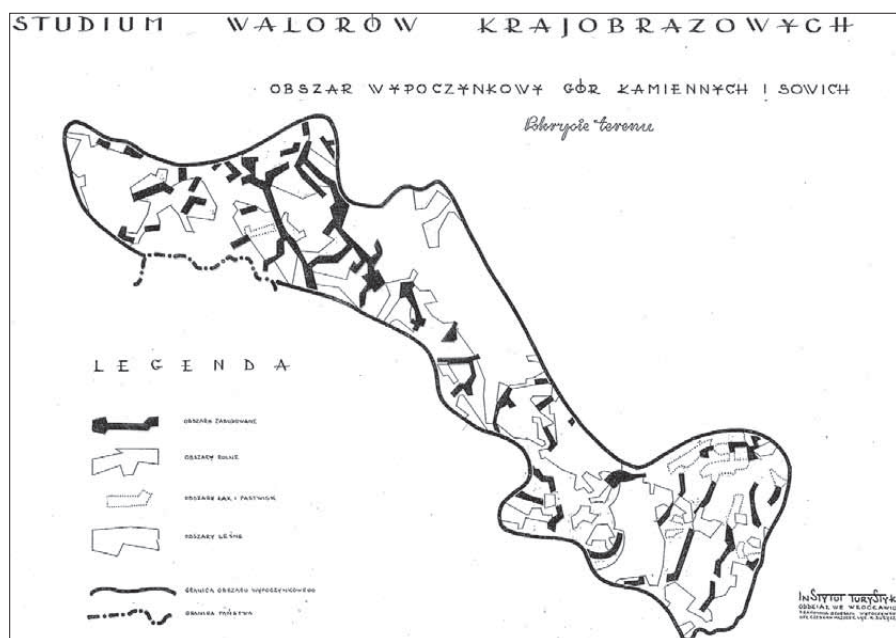 STUDIUM WALORÓW KRAJOBRAZOWYCH
OBSZAR WYPOCZYNKOWY GÓR KAMIENNYCH I SOWICH
Pokrycie terenu
LEGENDA
OBSZARY ZABUDOWANE
OBSZARY ROLNE
OBSZARY ŁĄK I PASTWISK
OBSZARY LEŚNE
GRANICA OBSZARU WYPOCZYNKOWEGO
GRANICA PAŃSTWA
INSTYTUT TURYSTYK
ODDZIAŁ WE WROCŁAWIU